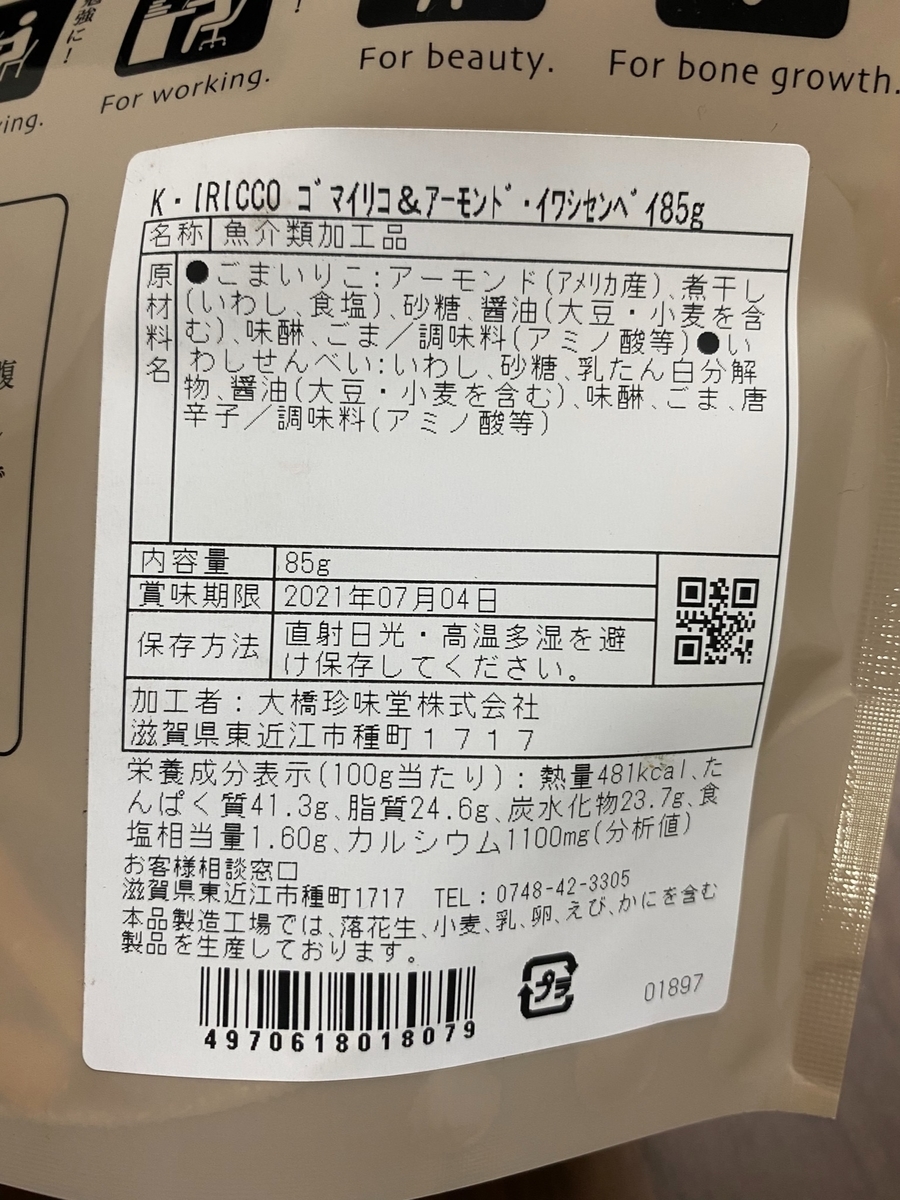 強に！
For working.
For beauty.
For bone growth.
K・IRICCO ｺﾞﾏｲﾘｺ&ｱｰﾓﾝﾄﾞ・ｲﾜｼｾﾝﾍﾞｲ85g
名称 魚介類加工品
原材料名
●ごまいりこ:アーモンド(アメリカ産)､煮干し
(いわし､食塩)､砂糖､醤油(大豆・小麦を含
む)､味醂､ごま／調味料(アミノ酸等)●い
わしせんべい:いわし､砂糖､乳たん白分解
物､醤油(大豆・小麦を含む)､味醂､ごま､唐
辛子／調味料(アミノ酸等)
内容量 85g
賞味期限 2021年07月04日
保存方法 直射日光・高温多湿を避
け保存してください。
加工者：大橋珍味堂株式会社
滋賀県東近江市種町１７１７
栄養成分表示(100g当たり)：熱量481kcal､た
んぱく質41.3g､脂質24.6g､炭水化物23.7g､食
塩相当量1.60g､カルシウム1100mg(分析値)
お客様相談窓口
滋賀県東近江市種町1717 TEL：0748-42-3305
本品製造工場では､落花生､小麦､乳､卵､えび､かにを含む
製品を生産しております。
プラ
01897
4970618018079